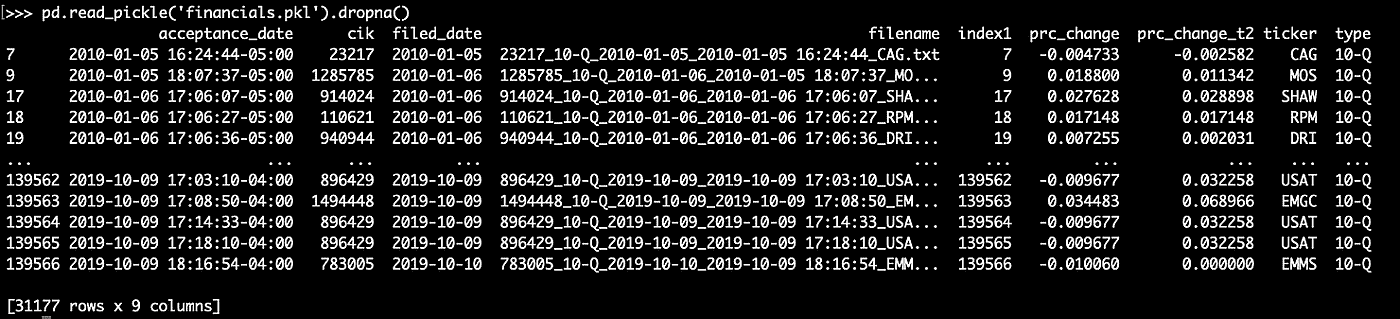 >>> pd.read_pickle('financials.pkl').dropna()
acceptance_date cik filed_date filename index1 prc_change prc_change_t2 ticker type
7 2010-01-05 16:24:44-05:00 23217 2010-01-05 23217_10-Q_2010-01-05_2010-01-05 16:24:44_CAG.txt 7 -0.004733 -0.002582 CAG 10-Q
9 2010-01-05 18:07:37-05:00 1285785 2010-01-06 1285785_10-Q_2010-01-06_2010-01-05 18:07:37_MO... 9 0.018800 0.011342 MOS 10-Q
17 2010-01-06 17:06:07-05:00 914024 2010-01-06 914024_10-Q_2010-01-06_2010-01-06 17:06:07_SHA... 17 0.027628 0.028898 SHAW 10-Q
18 2010-01-06 17:06:27-05:00 110621 2010-01-06 110621_10-Q_2010-01-06_2010-01-06 17:06:27_RPM... 18 0.017148 0.017148 RPM 10-Q
19 2010-01-06 17:06:36-05:00 940944 2010-01-06 940944_10-Q_2010-01-06_2010-01-06 17:06:36_DRI... 19 0.007255 0.002031 DRI 10-Q
... ... ... ... ... ... ... ... ... ...
139562 2019-10-09 17:03:10-04:00 896429 2019-10-09 896429_10-Q_2019-10-09_2019-10-09 17:03:10_USA... 139562 -0.009677 0.032258 USAT 10-Q
139563 2019-10-09 17:08:50-04:00 1494448 2019-10-09 1494448_10-Q_2019-10-09_2019-10-09 17:08:50_EM... 139563 0.034483 0.068966 EMGC 10-Q
139564 2019-10-09 17:14:33-04:00 896429 2019-10-09 896429_10-Q_2019-10-09_2019-10-09 17:14:33_USA... 139564 -0.009677 0.032258 USAT 10-Q
139565 2019-10-09 17:18:10-04:00 896429 2019-10-09 896429_10-Q_2019-10-09_2019-10-09 17:18:10_USA... 139565 -0.009677 0.032258 USAT 10-Q
139566 2019-10-09 18:16:54-04:00 783005 2019-10-10 783005_10-Q_2019-10-10_2019-10-09 18:16:54_EMM... 139566 -0.010060 0.000000 EMMS 10-Q
[31177 rows x 9 columns]